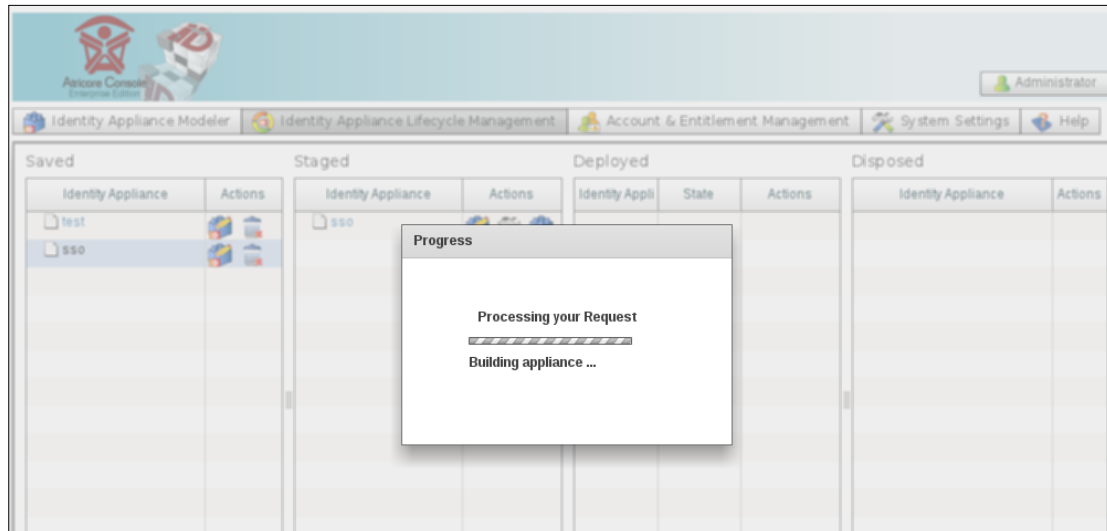 Atricore Console
Enterprise Edition
Administrator
Identity Appliance Modeler
Identity Appliance Lifecycle Management
Account & Entitlement Management
System Settings
Help
Saved
Staged
Deployed
Disposed
Identity Appliance
Actions
Identity Appliance
Actions
Identity Appli
State
Actions
Identity Appliance
Actions
test
sso
sso
Progress
Processing your Request
Building appliance ...